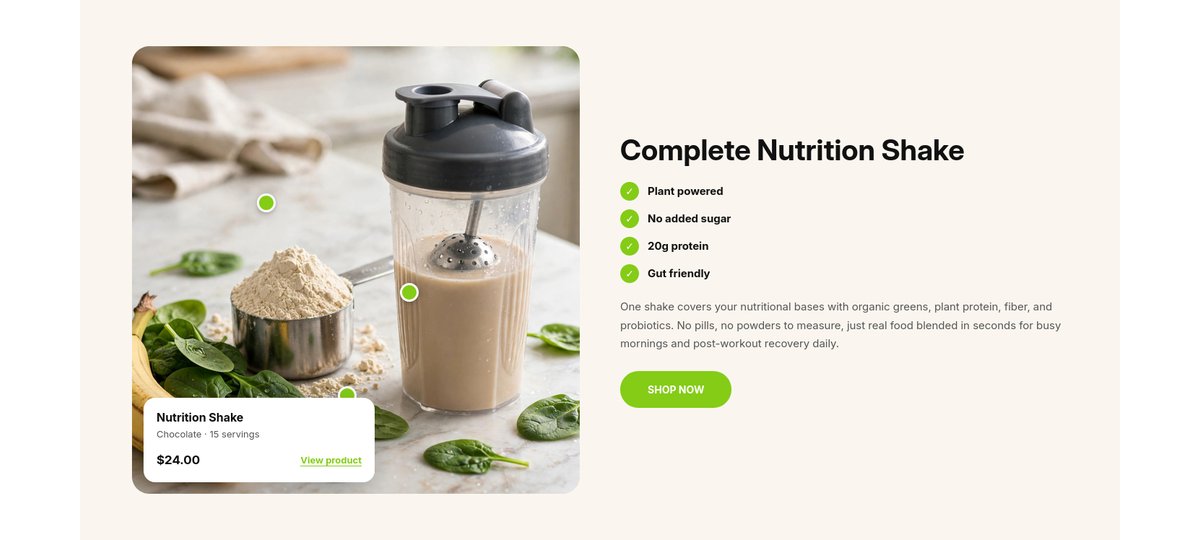 Complete Nutrition Shake
✓ Plant powered
✓ No added sugar
✓ 20g protein
✓ Gut friendly
One shake covers your nutritional bases with organic greens, plant protein, fiber, and
probiotics. No pills, no powders to measure, just real food blended in seconds for busy
mornings and post-workout recovery daily.
SHOP NOW
Nutrition Shake
Chocolate · 15 servings
$24.00 View product